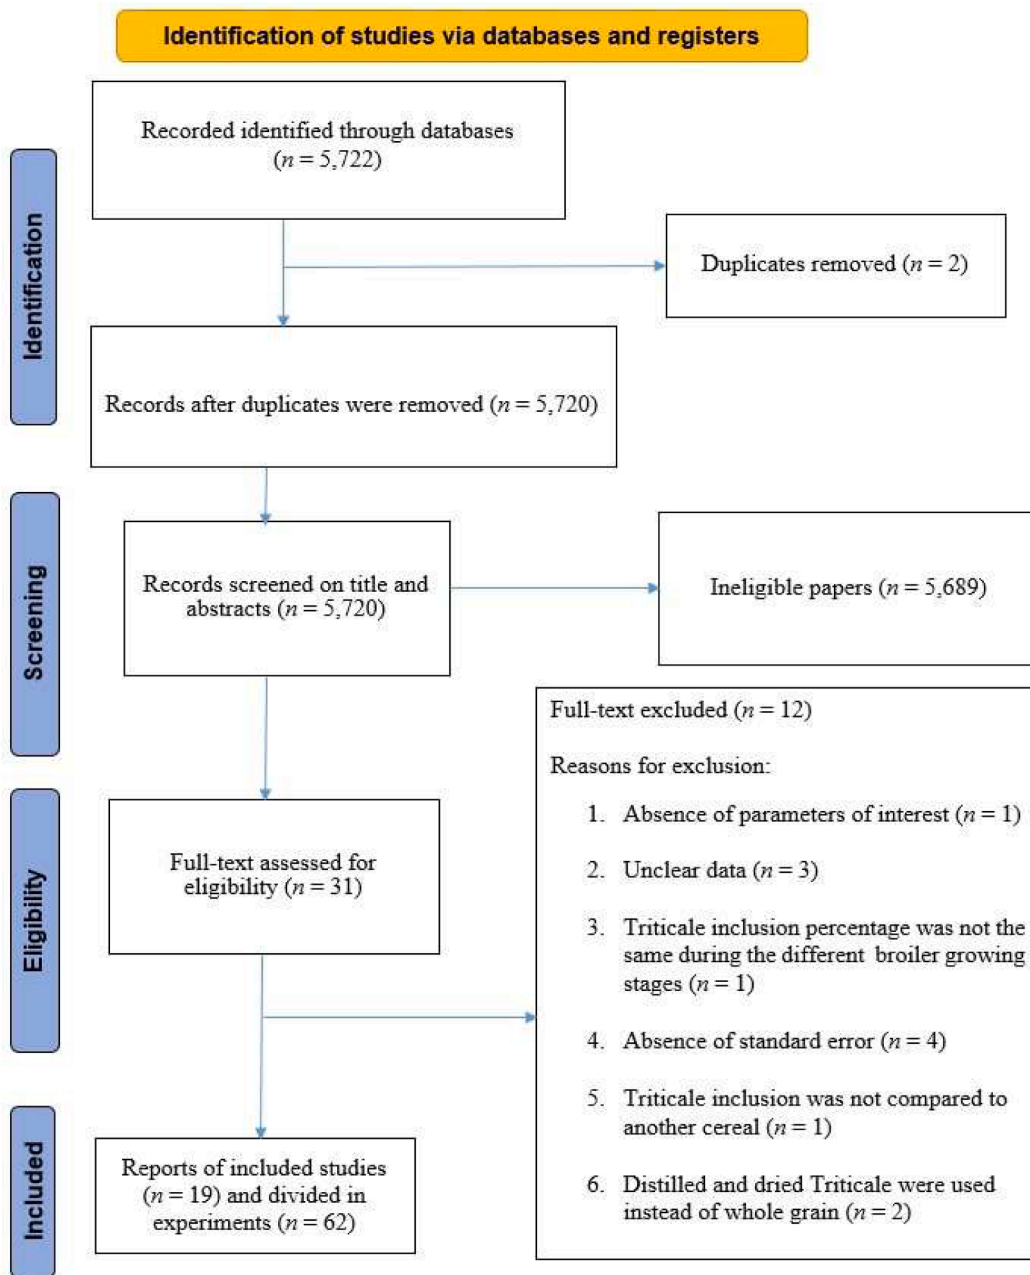 Identification of studies via databases and registers
Identification
Recorded identified through databases
(n = 5,722)
Duplicates removed (n = 2)
Records after duplicates were removed (n = 5,720)
Screening
Records screened on title and
abstracts (n = 5,720)
Ineligible papers (n = 5,689)
Eligibility
Full-text assessed for
eligibility (n = 31)
Full-text excluded (n = 12)
Reasons for exclusion:
1. Absence of parameters of interest (n = 1)
2. Unclear data (n = 3)
3. Triticale inclusion percentage was not the
same during the different broiler growing
stages (n = 1)
4. Absence of standard error (n = 4)
5. Triticale inclusion was not compared to
another cereal (n = 1)
6. Distilled and dried Triticale were used
instead of whole grain (n = 2)
Included
Reports of included studies
(n = 19) and divided in
experiments (n = 62)